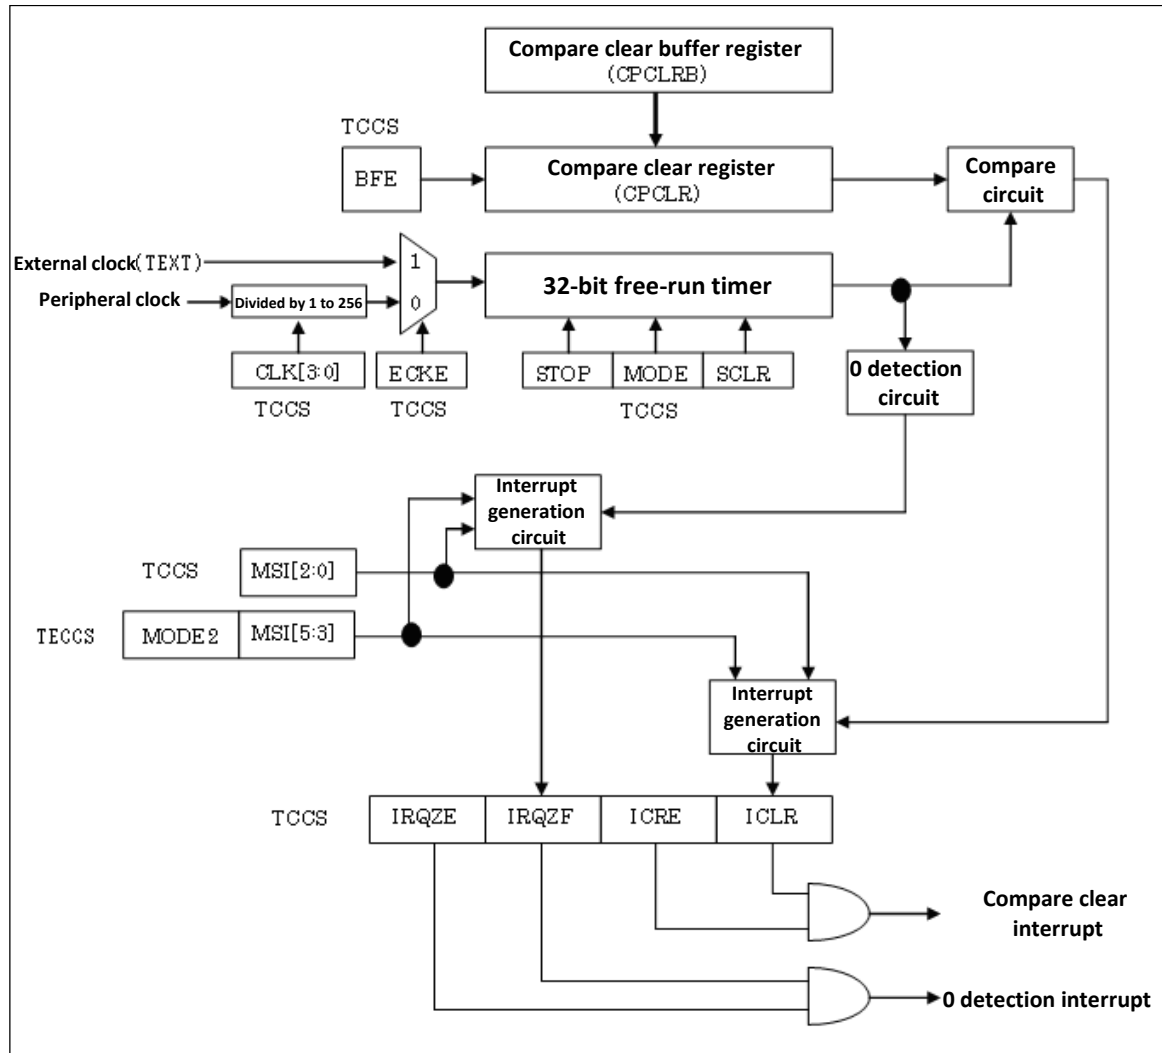 Compare clear buffer register
(CPCLRB)
TCCS
BFE
Compare clear register
(CPCLR)
Compare
circuit
External clock(TEXT)
1
Peripheral clock
Divided by 1 to 256
0
32-bit free-run timer
CLK[3:0]
ECKE
STOP
MODE
SCLR
TCCS
TCCS
TCCS
0 detection
circuit
Interrupt
generation
circuit
TCCS
MSI[2:0]
TECCS
MODE2
MSI[5:3]
Interrupt
generation
circuit
TCCS
IRQZE
IRQZF
ICRE
ICLR
Compare clear
interrupt
0 detection interrupt